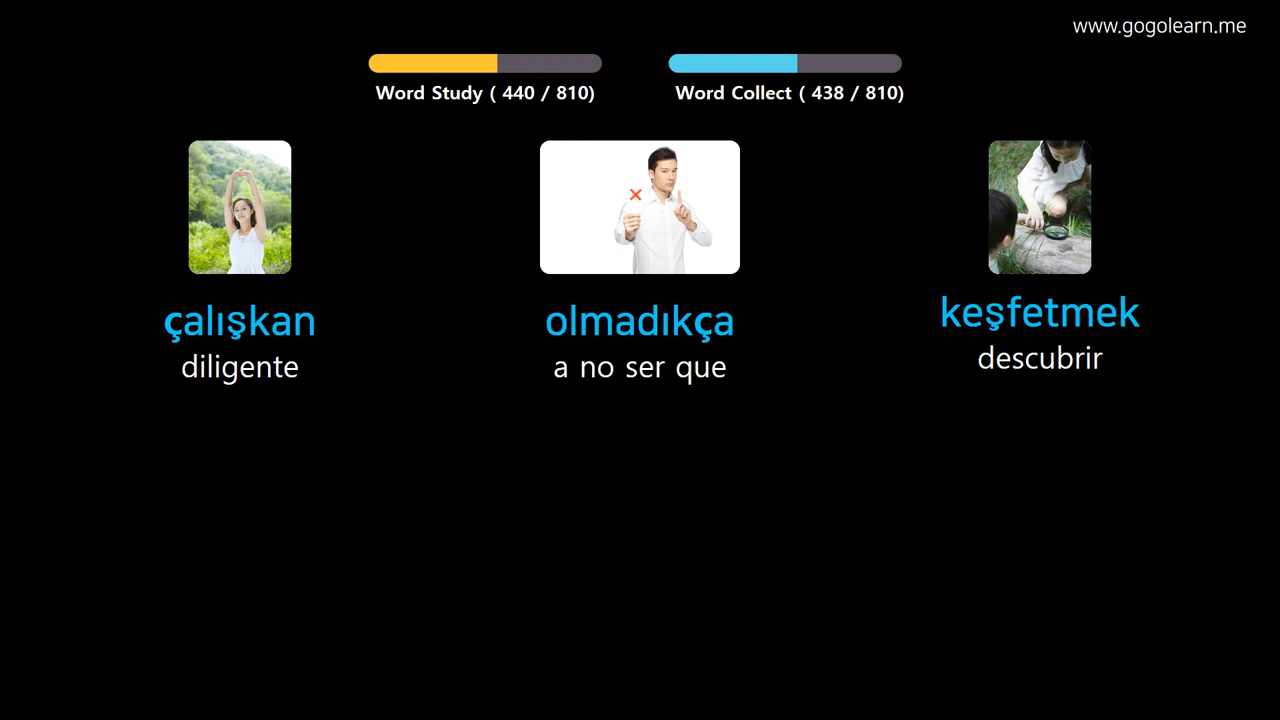 www.gogolearn.me
Word Study ( 440 / 810)
Word Collect ( 438 / 810)
çalışkan
diligente
olmadıkça
a no ser que
keşfetmek
descubrir